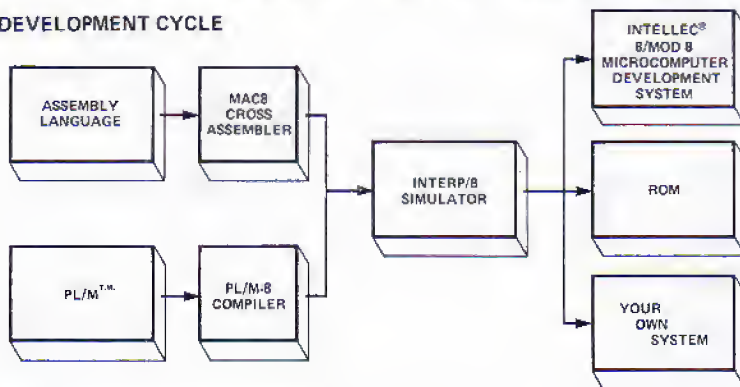 DEVELOPMENT CYCLE
ASSEMBLY
LANGUAGE
MAC8
CROSS
ASSEMBLER
PL/M™·
PL/M-8
COMPILER
INTERP/8
SIMULATOR
INTELLEC®
8/MOD 8
MICROCOMPUTER
DEVELOPMENT
SYSTEM
ROM
YOUR
OWN
SYSTEM